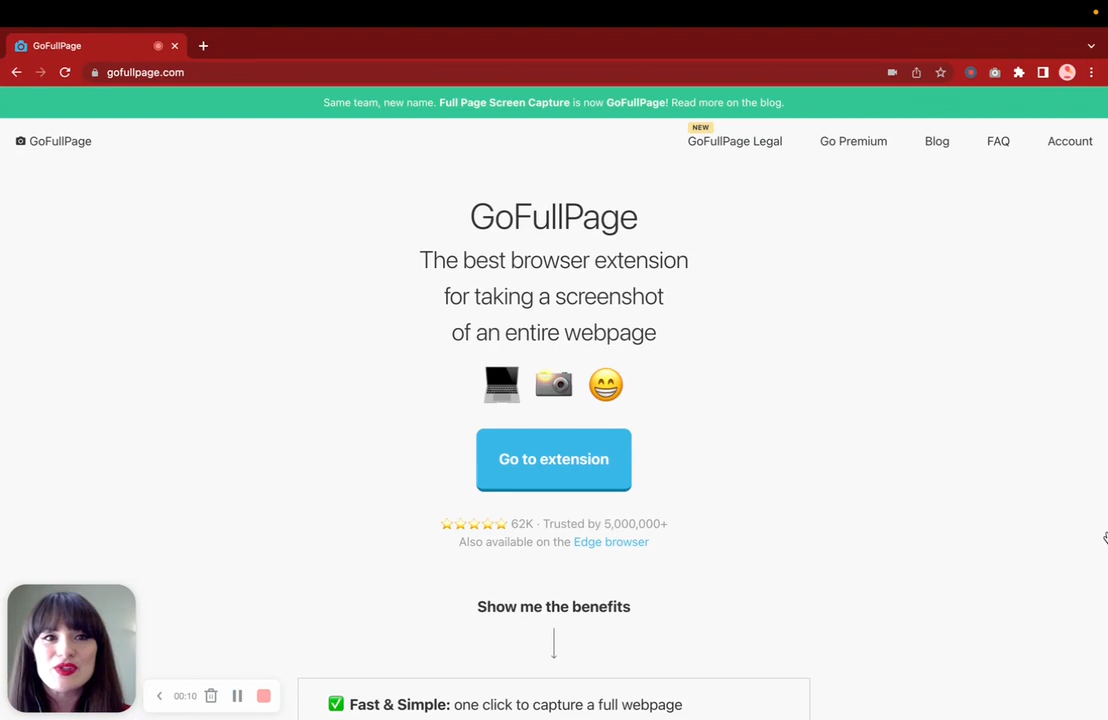 GoFullPage
gofullpage.com
Same team, new name. Full Page Screen Capture is now GoFullPage! Read more on the blog.
NEW
GoFullPage
GoFullPage Legal
Go Premium
Blog
FAQ
Account
GoFullPage
The best browser extension
for taking a screenshot
of an entire webpage
Go to extension
62K · Trusted by 5,000,000+
Also available on the Edge browser
Show me the benefits
00:10
Fast & Simple: one click to capture a full webpage